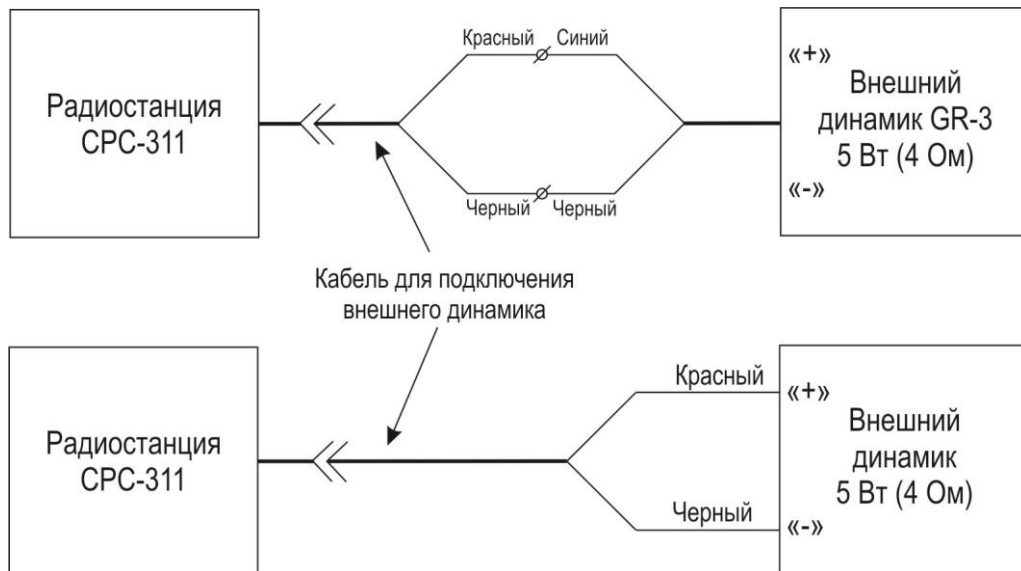 Радиостанция
СРС-311
Красный
Синий
Черный
Черный
«+»
Внешний
динамик GR-3
5 Вт (4 Ом)
«-»
Кабель для подключения
внешнего динамика
Радиостанция
СРС-311
Красный
Черный
«+»
Внешний
динамик
5 Вт (4 Ом)
«-»